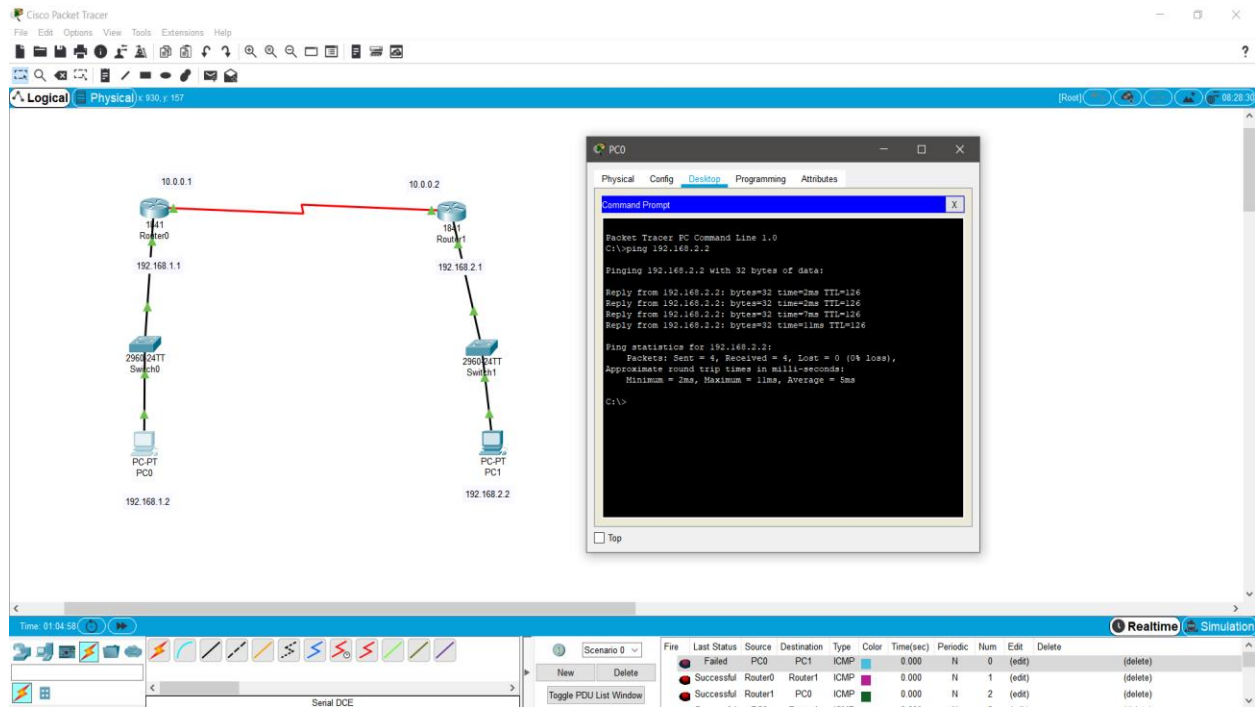 Cisco Packet Tracer
File Edit Options View Tools Extensions Help
?
Logical Physical x: 930, y: 157 [Root] 08:28:30
10.0.0.1
10.0.0.2
1841
Router0
1841
Router1
192.168.1.1
192.168.2.1
2960-24TT
Switch0
2960-24TT
Switch1
PC-PT
PC0
PC-PT
PC1
192.168.1.2
192.168.2.2
PC0
Physical Config Desktop Programming Attributes
Command Prompt X
Packet Tracer PC Command Line 1.0
C:\>ping 192.168.2.2
Pinging 192.168.2.2 with 32 bytes of data:
Reply from 192.168.2.2: bytes=32 time=2ms TTL=126
Reply from 192.168.2.2: bytes=32 time=2ms TTL=126
Reply from 192.168.2.2: bytes=32 time=7ms TTL=126
Reply from 192.168.2.2: bytes=32 time=11ms TTL=126
Ping statistics for 192.168.2.2:
Packets: Sent = 4, Received = 4, Lost = 0 (0% loss),
Approximate round trip times in milli-seconds:
Minimum = 2ms, Maximum = 11ms, Average = 5ms
C:\>
Top
Time: 01:04:58 Realtime Simulation
Scenario 0
New Delete
Toggle PDU List Window
Serial DCE
Fire Last Status Source Destination Type Color Time(sec) Periodic Num Edit Delete
Failed PC0 PC1 ICMP 0.000 N 0 (edit) (delete)
Successful Router0 Router1 ICMP 0.000 N 1 (edit) (delete)
Successful Router1 PC0 ICMP 0.000 N 2 (edit) (delete)